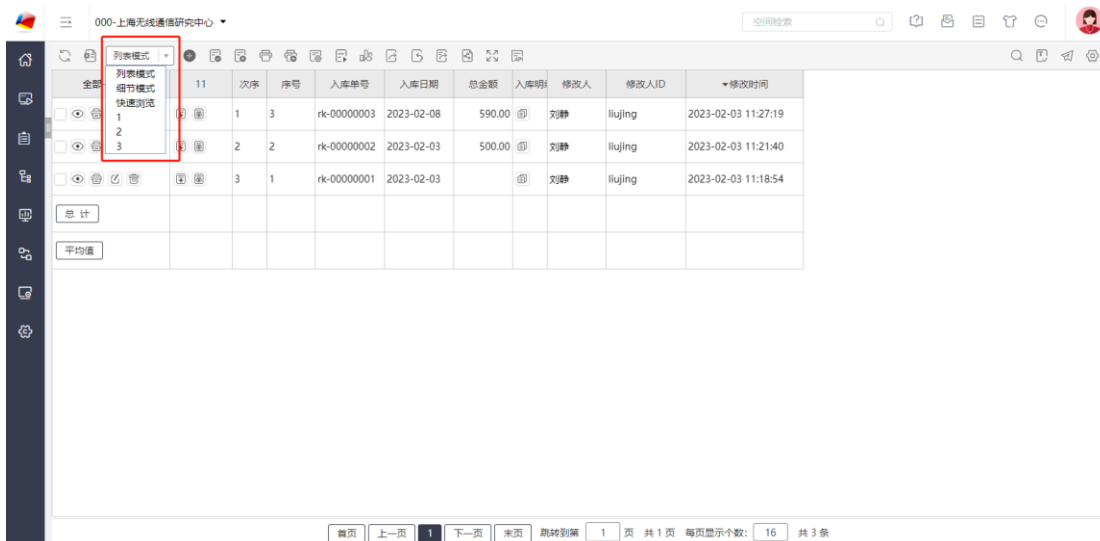 000-上海无线通信研究中心
空间检索
列表模式
列表模式
细节模式
快速浏览
1
2
3
全部 11 次序 序号 入库单号 入库日期 总金额 入库明细 修改人 修改人ID 修改时间
1 3 rk-00000003 2023-02-08 590.00 刘静 liujing 2023-02-03 11:27:19
2 2 rk-00000002 2023-02-03 500.00 刘静 liujing 2023-02-03 11:21:40
3 1 rk-00000001 2023-02-03 刘静 liujing 2023-02-03 11:18:54
总 计
平均值
首页 上一页 1 下一页 末页 跳转到第 1 页 共 1 页 每页显示个数: 16 共 3 条